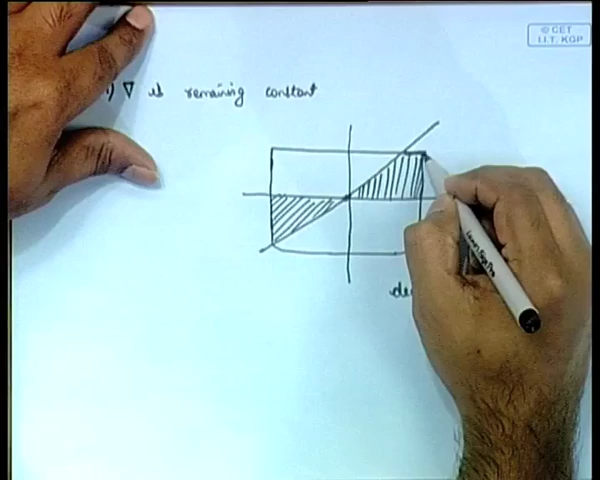 © CET
I.I.T. KGP
∇ is remaining constant